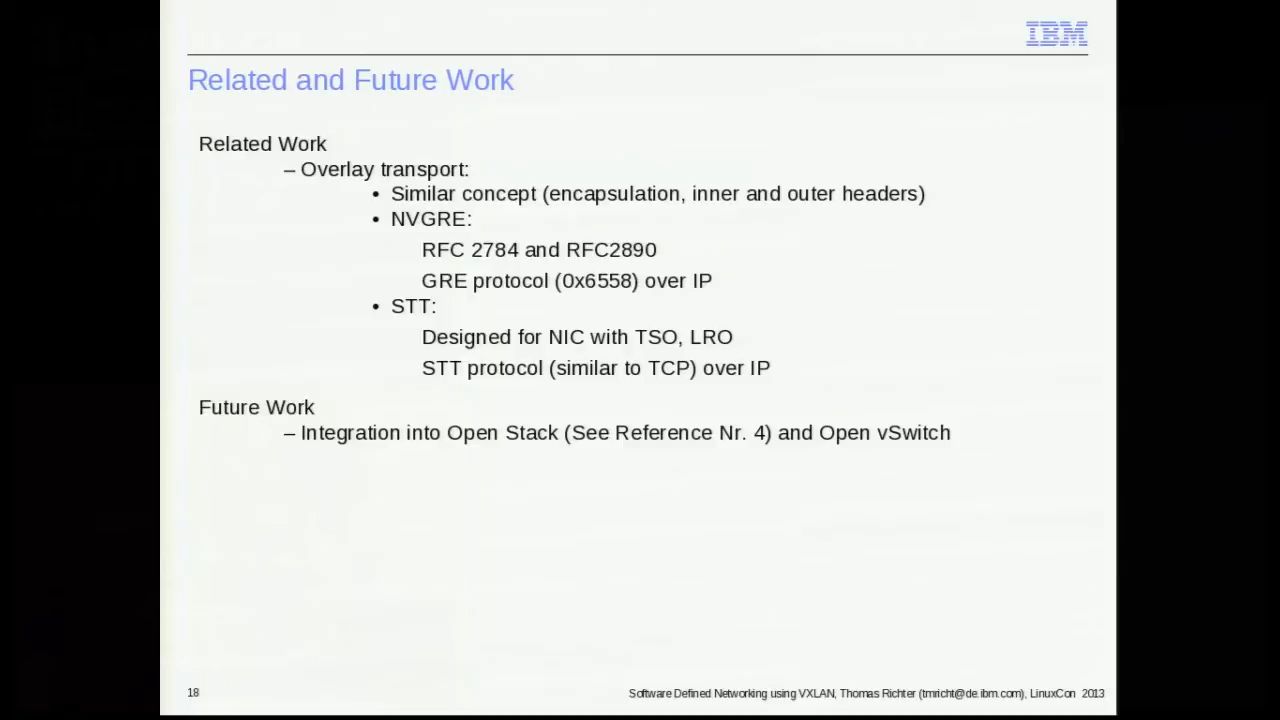 IBM
Related and Future Work
Related Work
– Overlay transport:
• Similar concept (encapsulation, inner and outer headers)
• NVGRE:
RFC 2784 and RFC2890
GRE protocol (0x6558) over IP
• STT:
Designed for NIC with TSO, LRO
STT protocol (similar to TCP) over IP
Future Work
– Integration into Open Stack (See Reference Nr. 4) and Open vSwitch
18
Software Defined Networking using VXLAN, Thomas Richter (tmricht@de.ibm.com), LinuxCon 2013